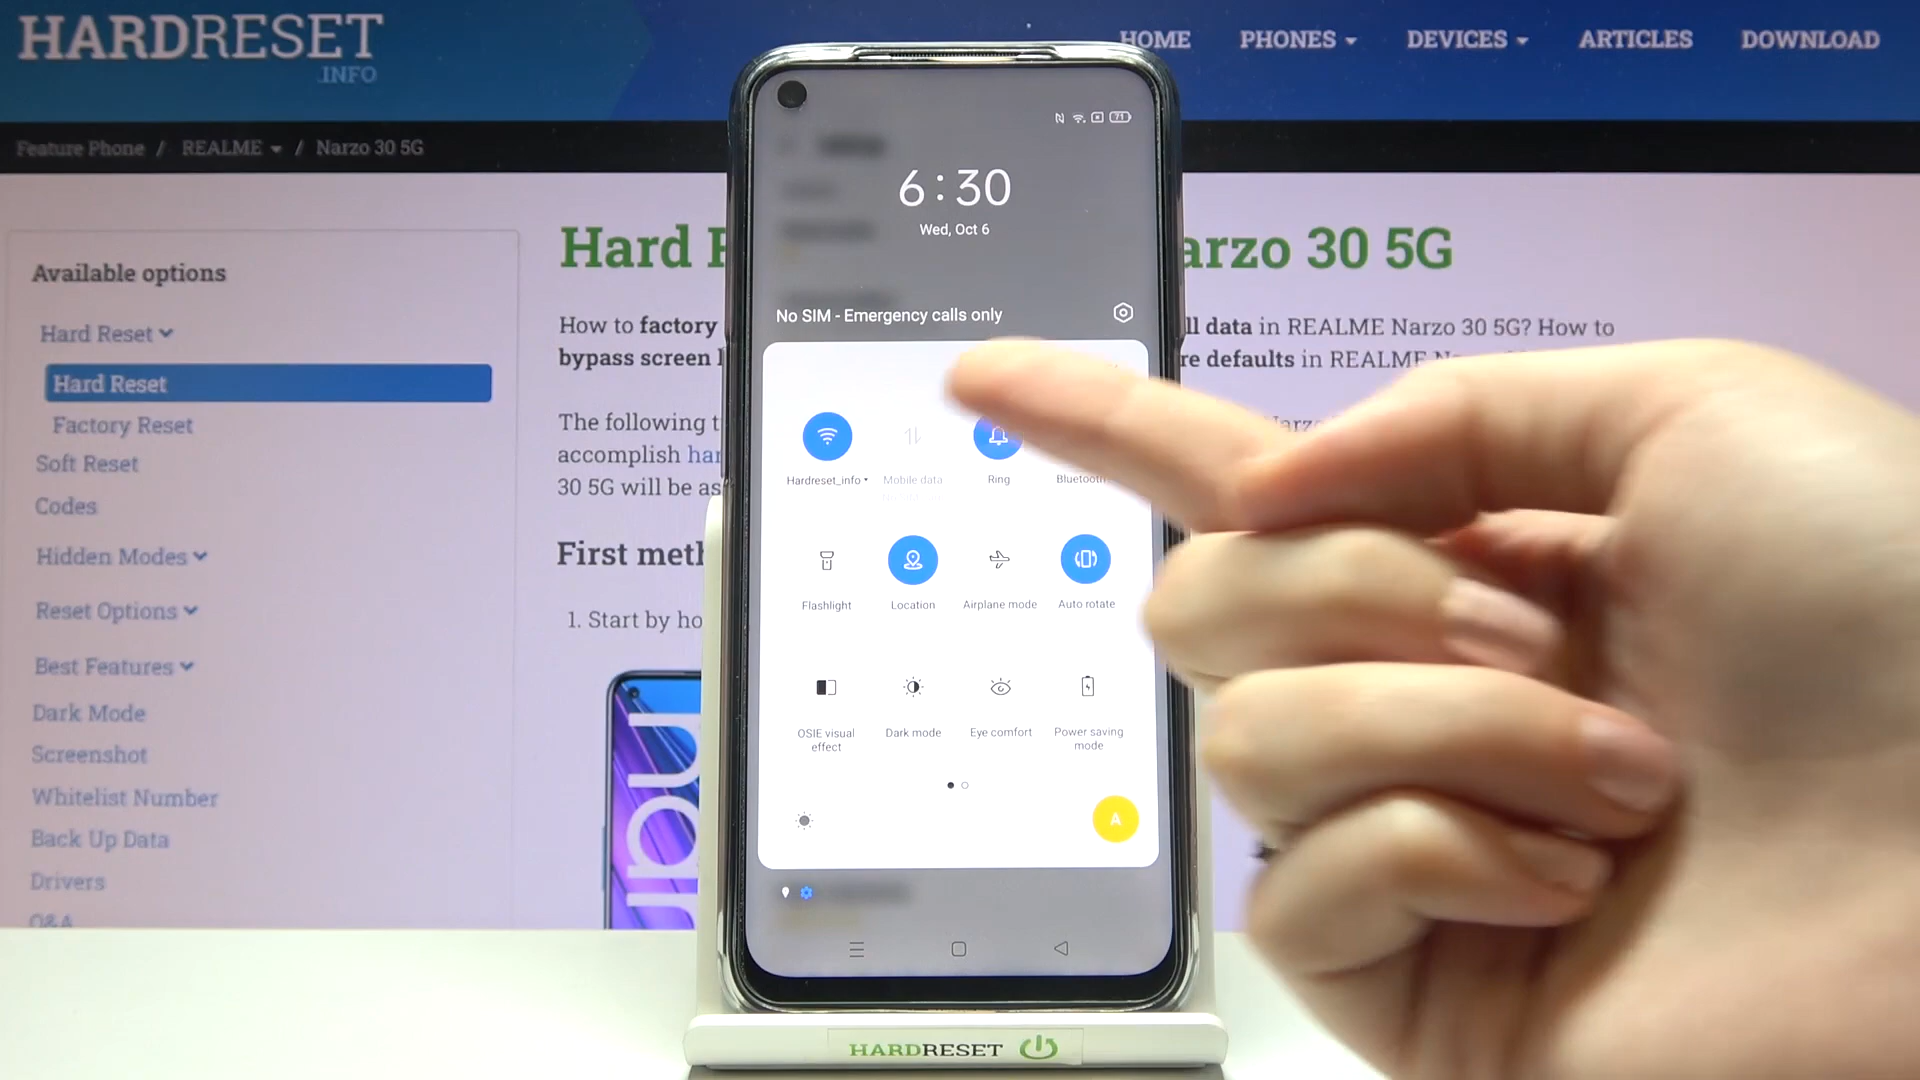 HARDRESET
.INFO
HOME
PHONES
DEVICES
ARTICLES
DOWNLOAD
Feature Phone / REALME / Narzo 30 5G
Available options
Hard Reset
Hard Reset
Factory Reset
Soft Reset
Codes
Hidden Modes
Reset Options
Best Features
Dark Mode
Screenshot
Whitelist Number
Back Up Data
Drivers
Q&A
Hard
arzo 30 5G
How to factory
ll data in REALME Narzo 30 5G? How to
bypass screen
re defaults in REALME
The following
accomplish har
30 5G will be as
First met
1. Start by ho
nar
71
6:30
Wed, Oct 6
No SIM - Emergency calls only
Hardreset_info
Mobile data
Ring
Bluetooth
Flashlight
Location
Airplane mode
Auto rotate
OSIE visual
effect
Dark mode
Eye comfort
Power saving
mode
A
HARDRESET